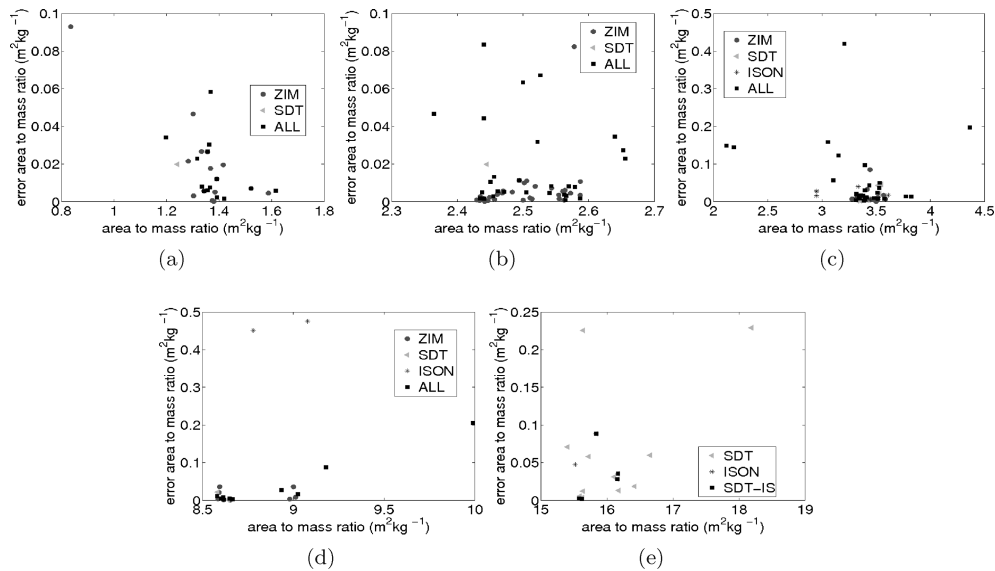 0.1
0.08
0.06
0.04
0.02
0
error area to mass ratio (m²kg⁻¹)
ZIM
SDT
ALL
0.8 1 1.2 1.4 1.6 1.8
area to mass ratio (m²kg⁻¹)
(a)
0.1
0.08
0.06
0.04
0.02
0
error area to mass ratio (m²kg⁻¹)
ZIM
SDT
ALL
2.3 2.4 2.5 2.6 2.7
area to mass ratio (m²kg⁻¹)
(b)
0.5
0.4
0.3
0.2
0.1
0
error area to mass ratio (m²kg⁻¹)
ZIM
SDT
ISON
ALL
2 2.5 3 3.5 4 4.5
area to mass ratio (m²kg⁻¹)
(c)
0.5
0.4
0.3
0.2
0.1
0
error area to mass ratio (m²kg⁻¹)
ZIM
SDT
ISON
ALL
8.5 9 9.5 10
area to mass ratio (m²kg⁻¹)
(d)
0.25
0.2
0.15
0.1
0.05
0
error area to mass ratio (m²kg⁻¹)
SDT
ISON
SDT-IS
15 16 17 18 19
area to mass ratio (m²kg⁻¹)
(e)